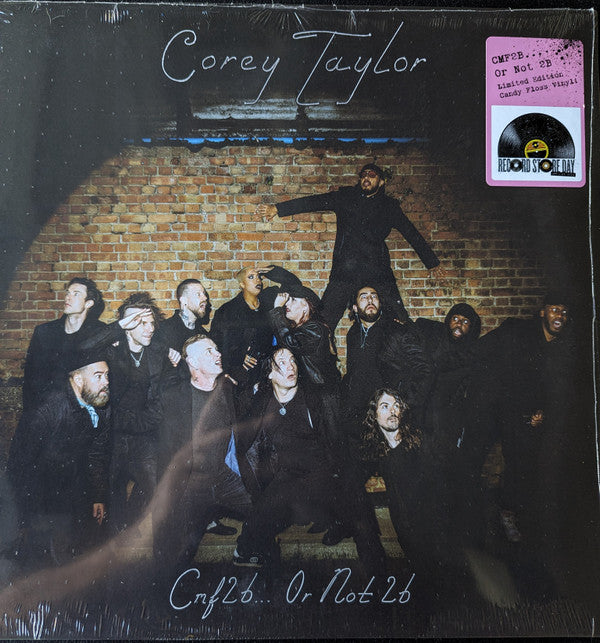 Corey Taylor
CMF2B.....
Or Not 2B
Limited Edition
Candy Floss Vinyl!
RECORD STORE DAY
Cmf2b... Or Not 2b